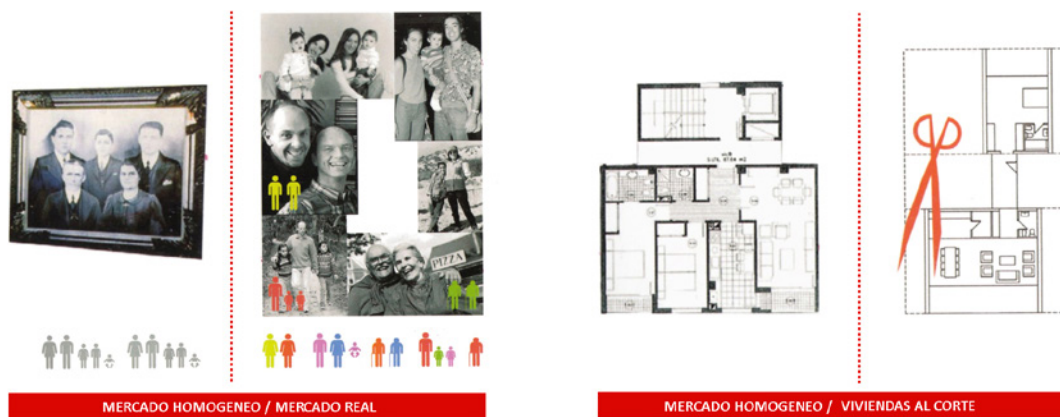 PIZZA
MERCADO HOMOGENEO / MERCADO REAL
MERCADO HOMOGENEO / VIVIENDAS AL CORTE